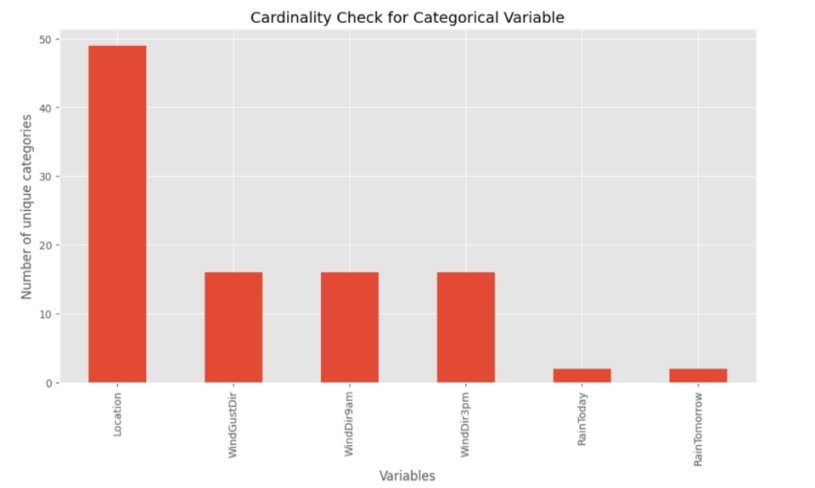 Cardinality Check for Categorical Variable
Number of unique categories
50
40
30
20
10
0
Location
WindGustDir
WindDir9am
WindDir3pm
RainToday
RainTomorrow
Variables